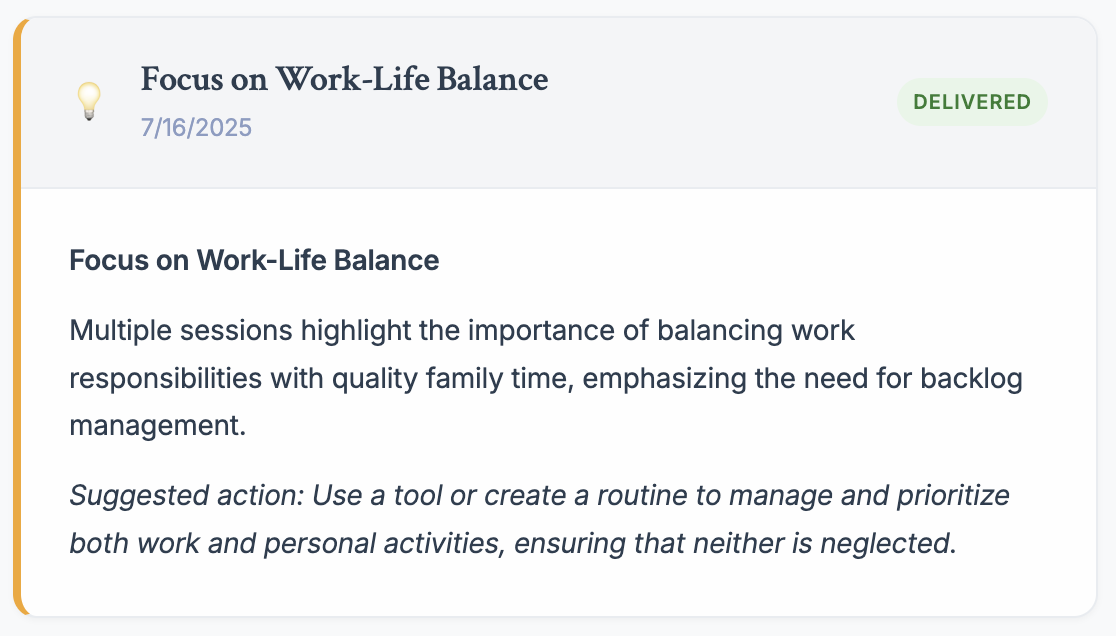 Focus on Work-Life Balance
7/16/2025
DELIVERED
Focus on Work-Life Balance
Multiple sessions highlight the importance of balancing work
responsibilities with quality family time, emphasizing the need for backlog
management.
Suggested action: Use a tool or create a routine to manage and prioritize
both work and personal activities, ensuring that neither is neglected.